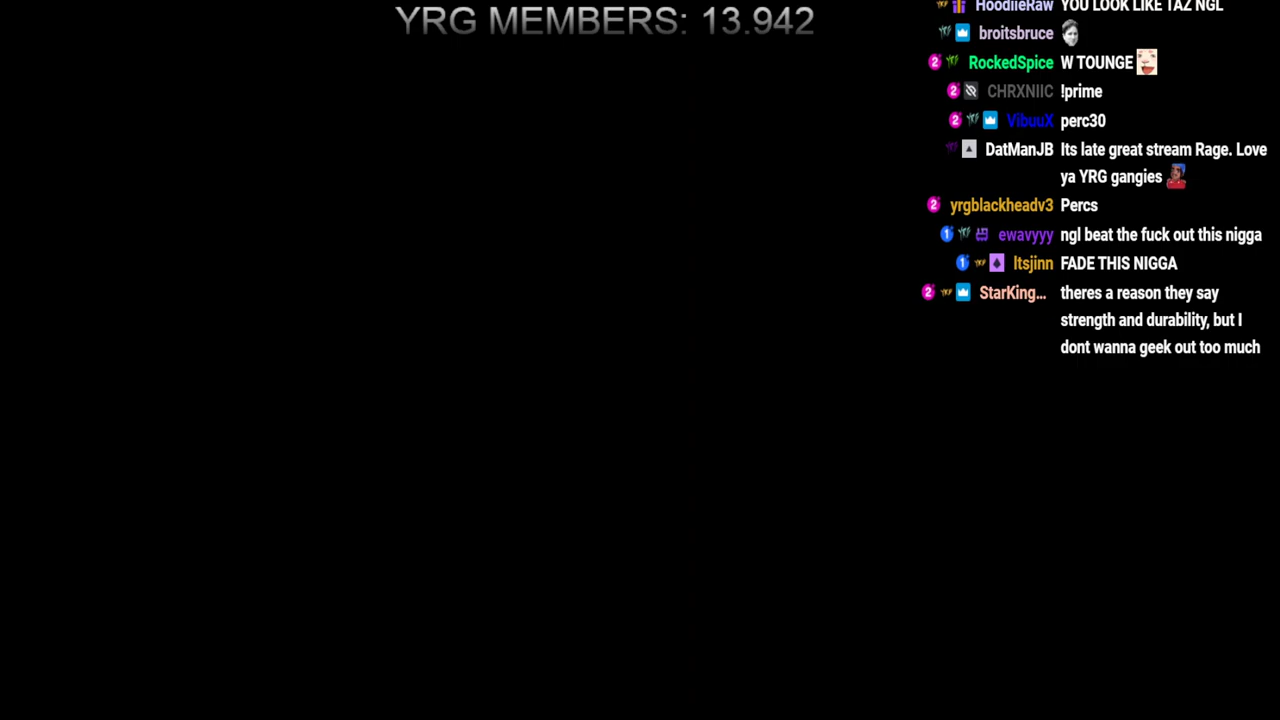 YRG MEMBERS: 13.942
HoodiieRaw YOU LOOK LIKE TAZ NGL
broitsbruce
RockedSpice W TOUNGE
CHRXNIIC !prime
VibuuX perc30
DatManJB Its late great stream Rage. Love
ya YRG gangies
yrgblackheadv3 Percs
ewavyyy ngl beat the fuck out this nigga
Itsjinn FADE THIS NIGGA
StarKing... theres a reason they say
strength and durability, but I
dont wanna geek out too much